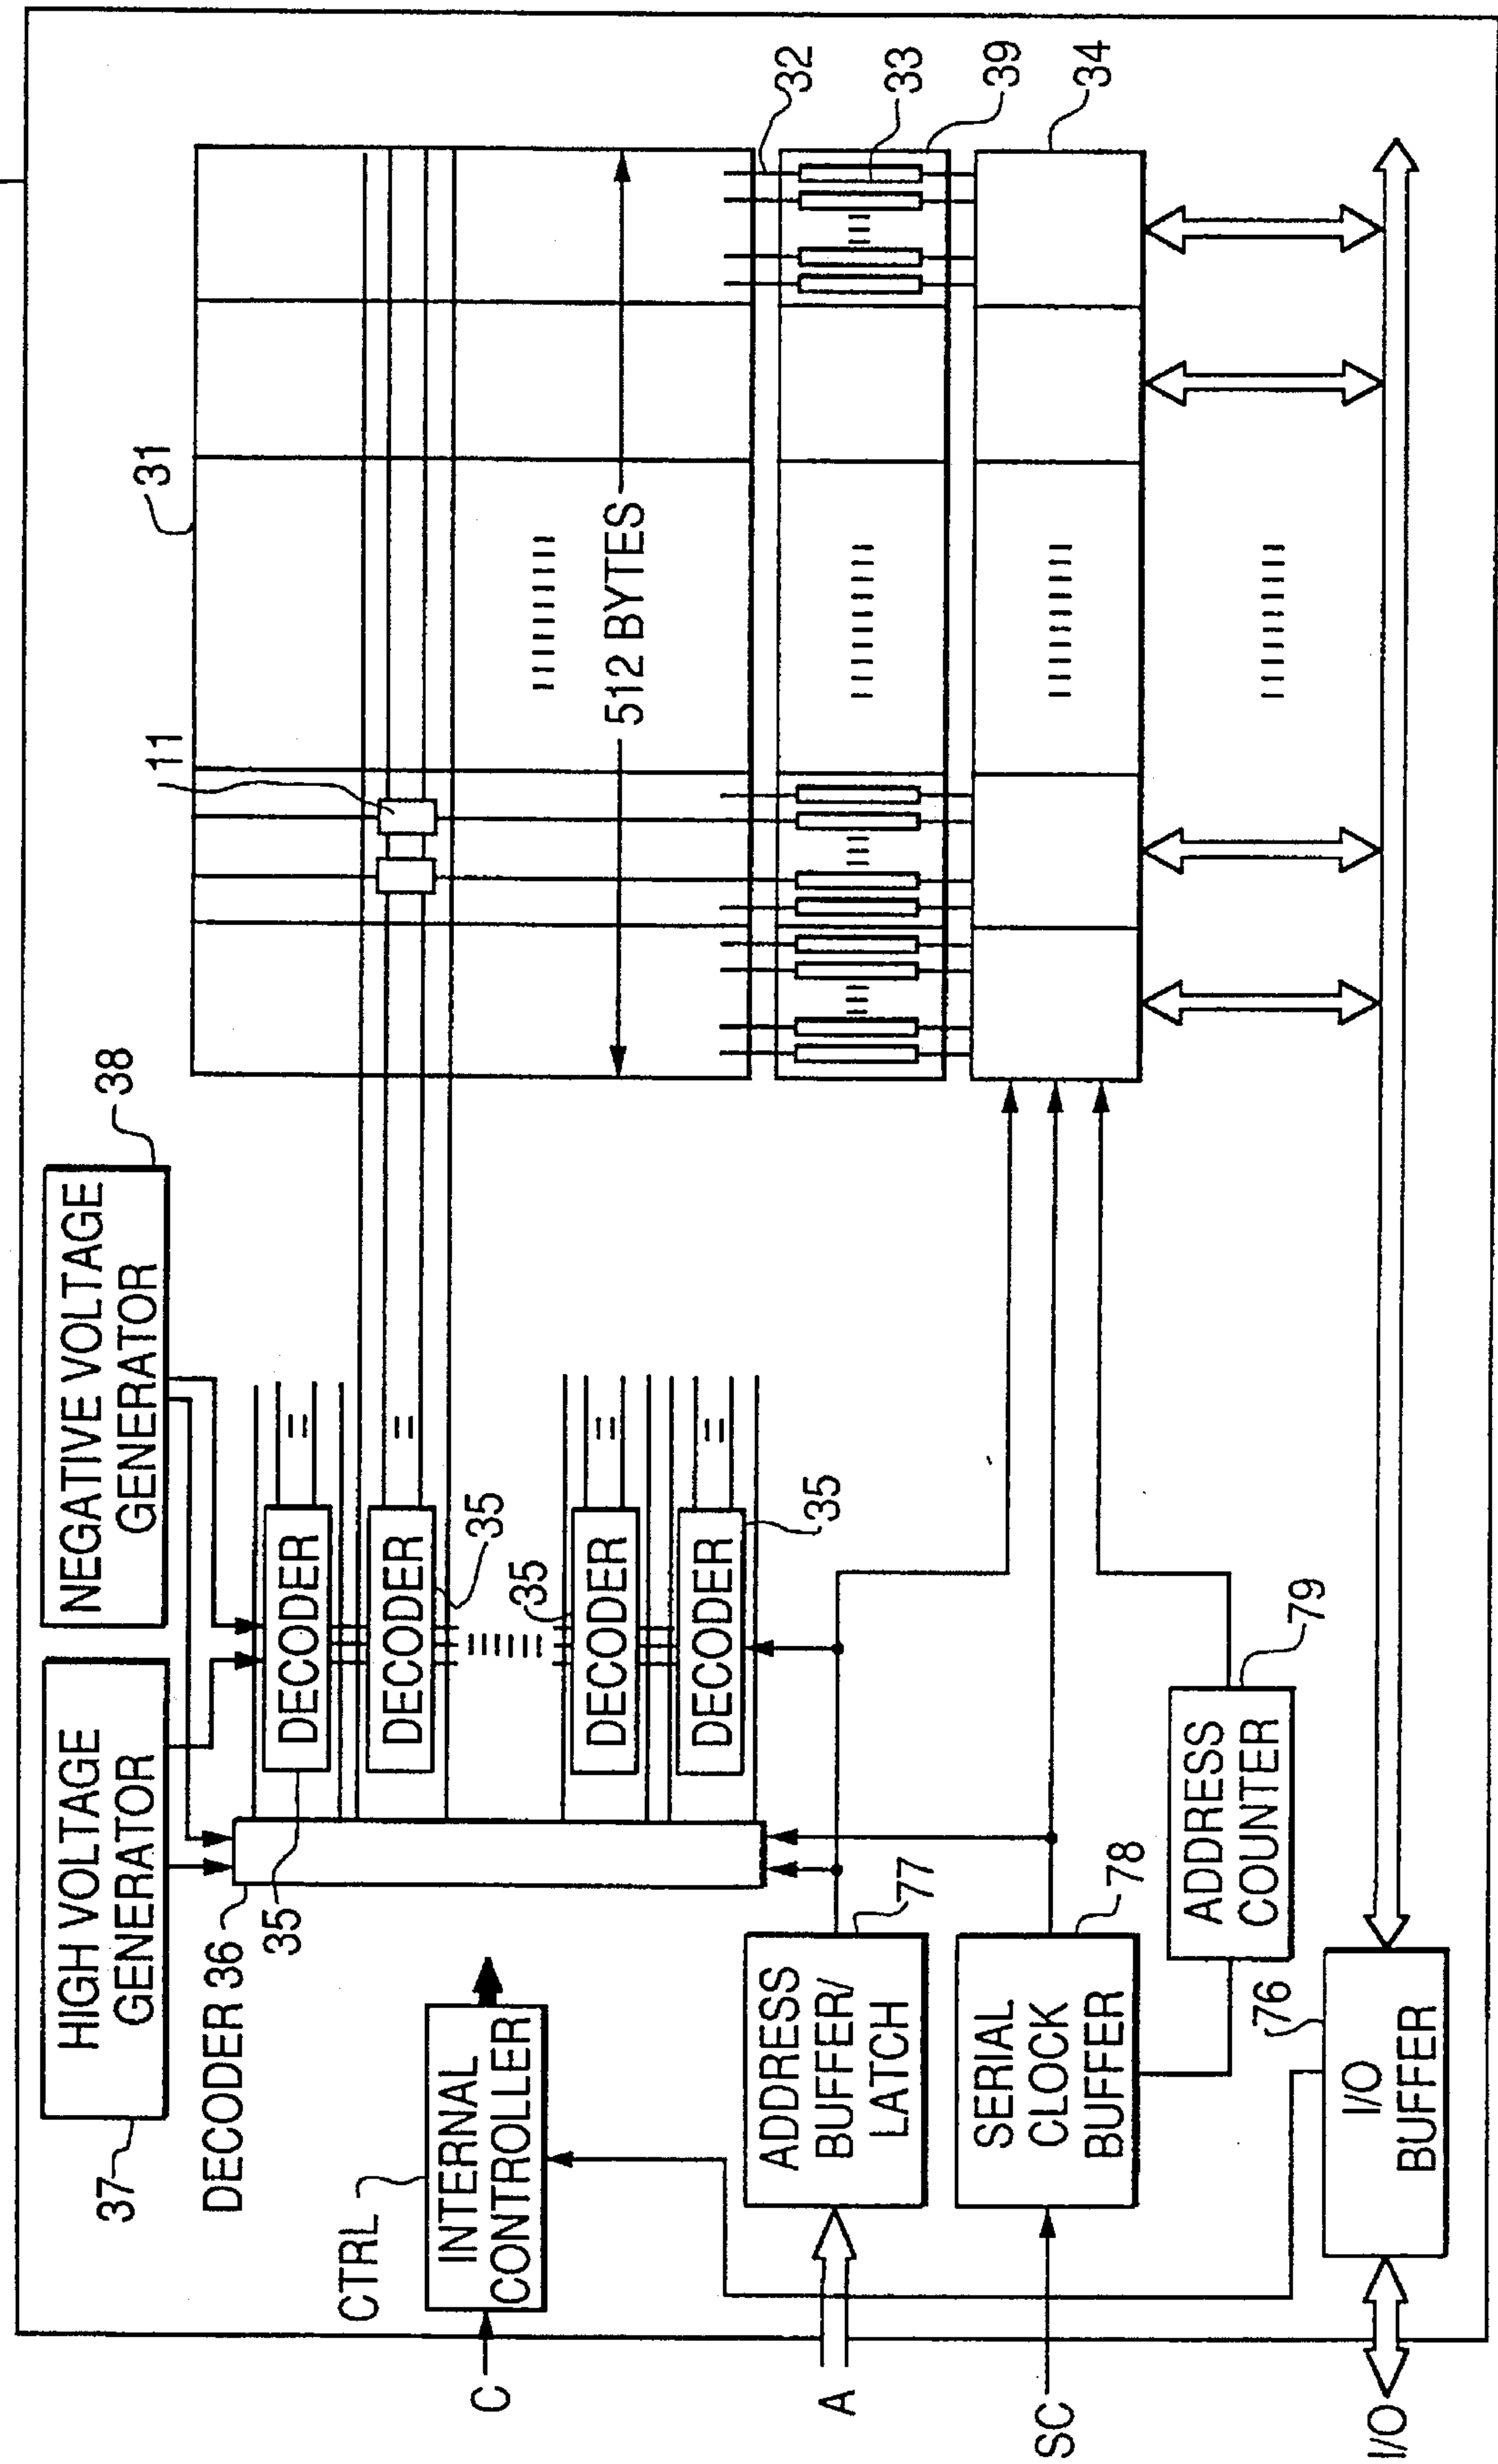 HIGH VOLTAGE
GENERATOR
37
NEGATIVE VOLTAGE
GENERATOR
38
DECODER 36
35
DECODER
DECODER
35
35
DECODER
DECODER
35
31
11
512 BYTES
32
33
39
34
CTRL
INTERNAL
CONTROLLER
C
ADDRESS
BUFFER/
LATCH
77
A
SERIAL
CLOCK
BUFFER
78
SC
ADDRESS
COUNTER
79
76
I/O
BUFFER
I/O